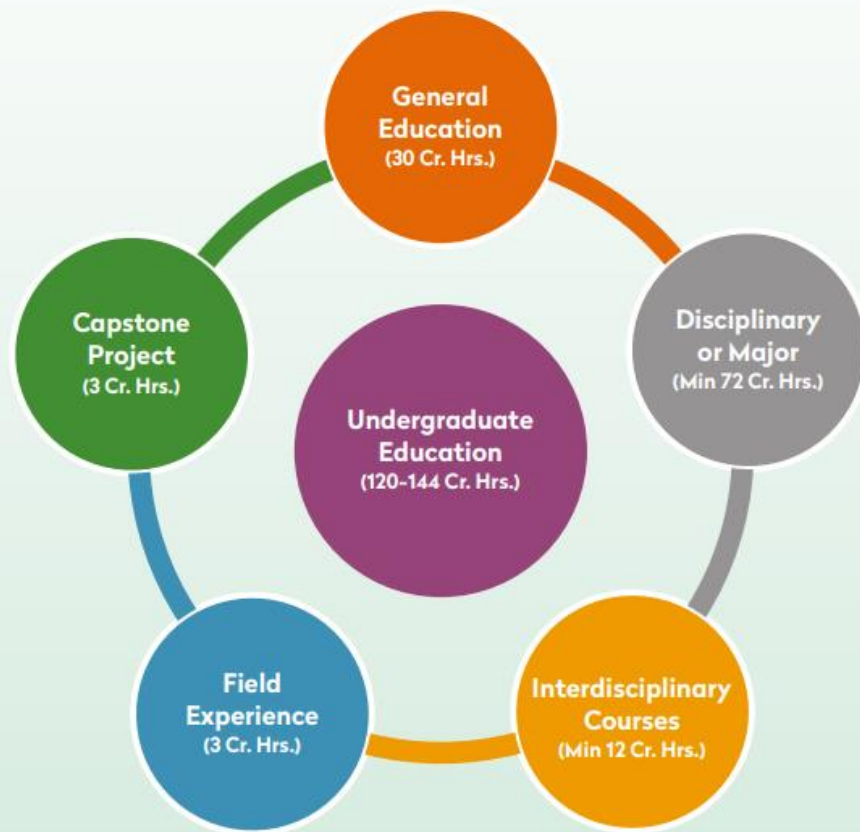 General
Education
(30 Cr. Hrs.)
Disciplinary
or Major
(Min 72 Cr. Hrs.)
Interdisciplinary
Courses
(Min 12 Cr. Hrs.)
Field
Experience
(3 Cr. Hrs.)
Capstone
Project
(3 Cr. Hrs.)
Undergraduate
Education
(120-144 Cr. Hrs.)